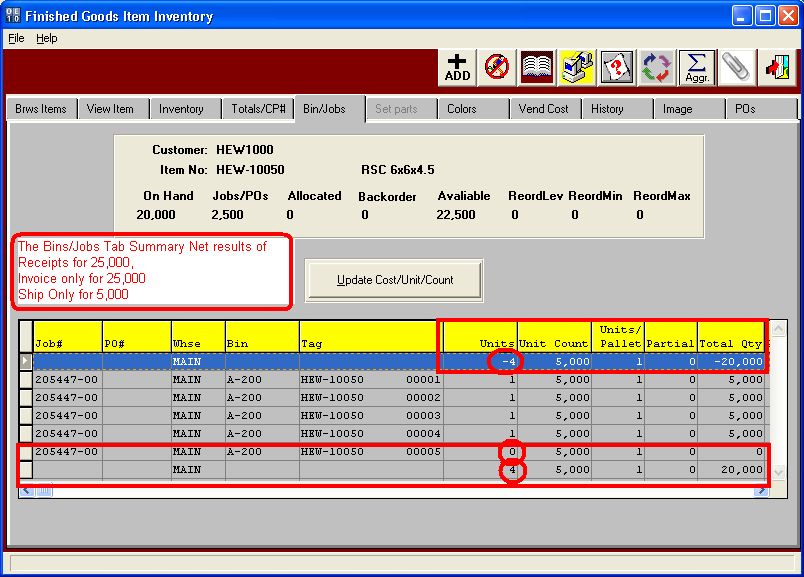 Finished Goods Item Inventory
File Help
ADD Aggr.
Brws Items View Item Inventory Totals/CP# Bin/Jobs Set parts Colors Vend Cost History Image POs
Customer: HEW1000
Item No: HEW-10050 RSC 6x6x4.5
On Hand Jobs/POs Allocated Backorder Avaliable ReordLev ReordMin ReordMax
20,000 2,500 0 0 22,500 0 0 0
The Bins/Jobs Tab Summary Net results of
Receipts for 25,000,
Invoice only for 25,000
Ship Only for 5,000
Update Cost/Unit/Count
Job# PO# Whse Bin Tag Units Unit Count Units/ Pallet Partial Total Qty
MAIN -4 5,000 1 0 -20,000
205447-00 MAIN A-200 HEW-10050 00001 1 5,000 1 0 5,000
205447-00 MAIN A-200 HEW-10050 00002 1 5,000 1 0 5,000
205447-00 MAIN A-200 HEW-10050 00003 1 5,000 1 0 5,000
205447-00 MAIN A-200 HEW-10050 00004 1 5,000 1 0 5,000
205447-00 MAIN A-200 HEW-10050 00005 0 5,000 1 0 0
MAIN 4 5,000 1 0 20,000